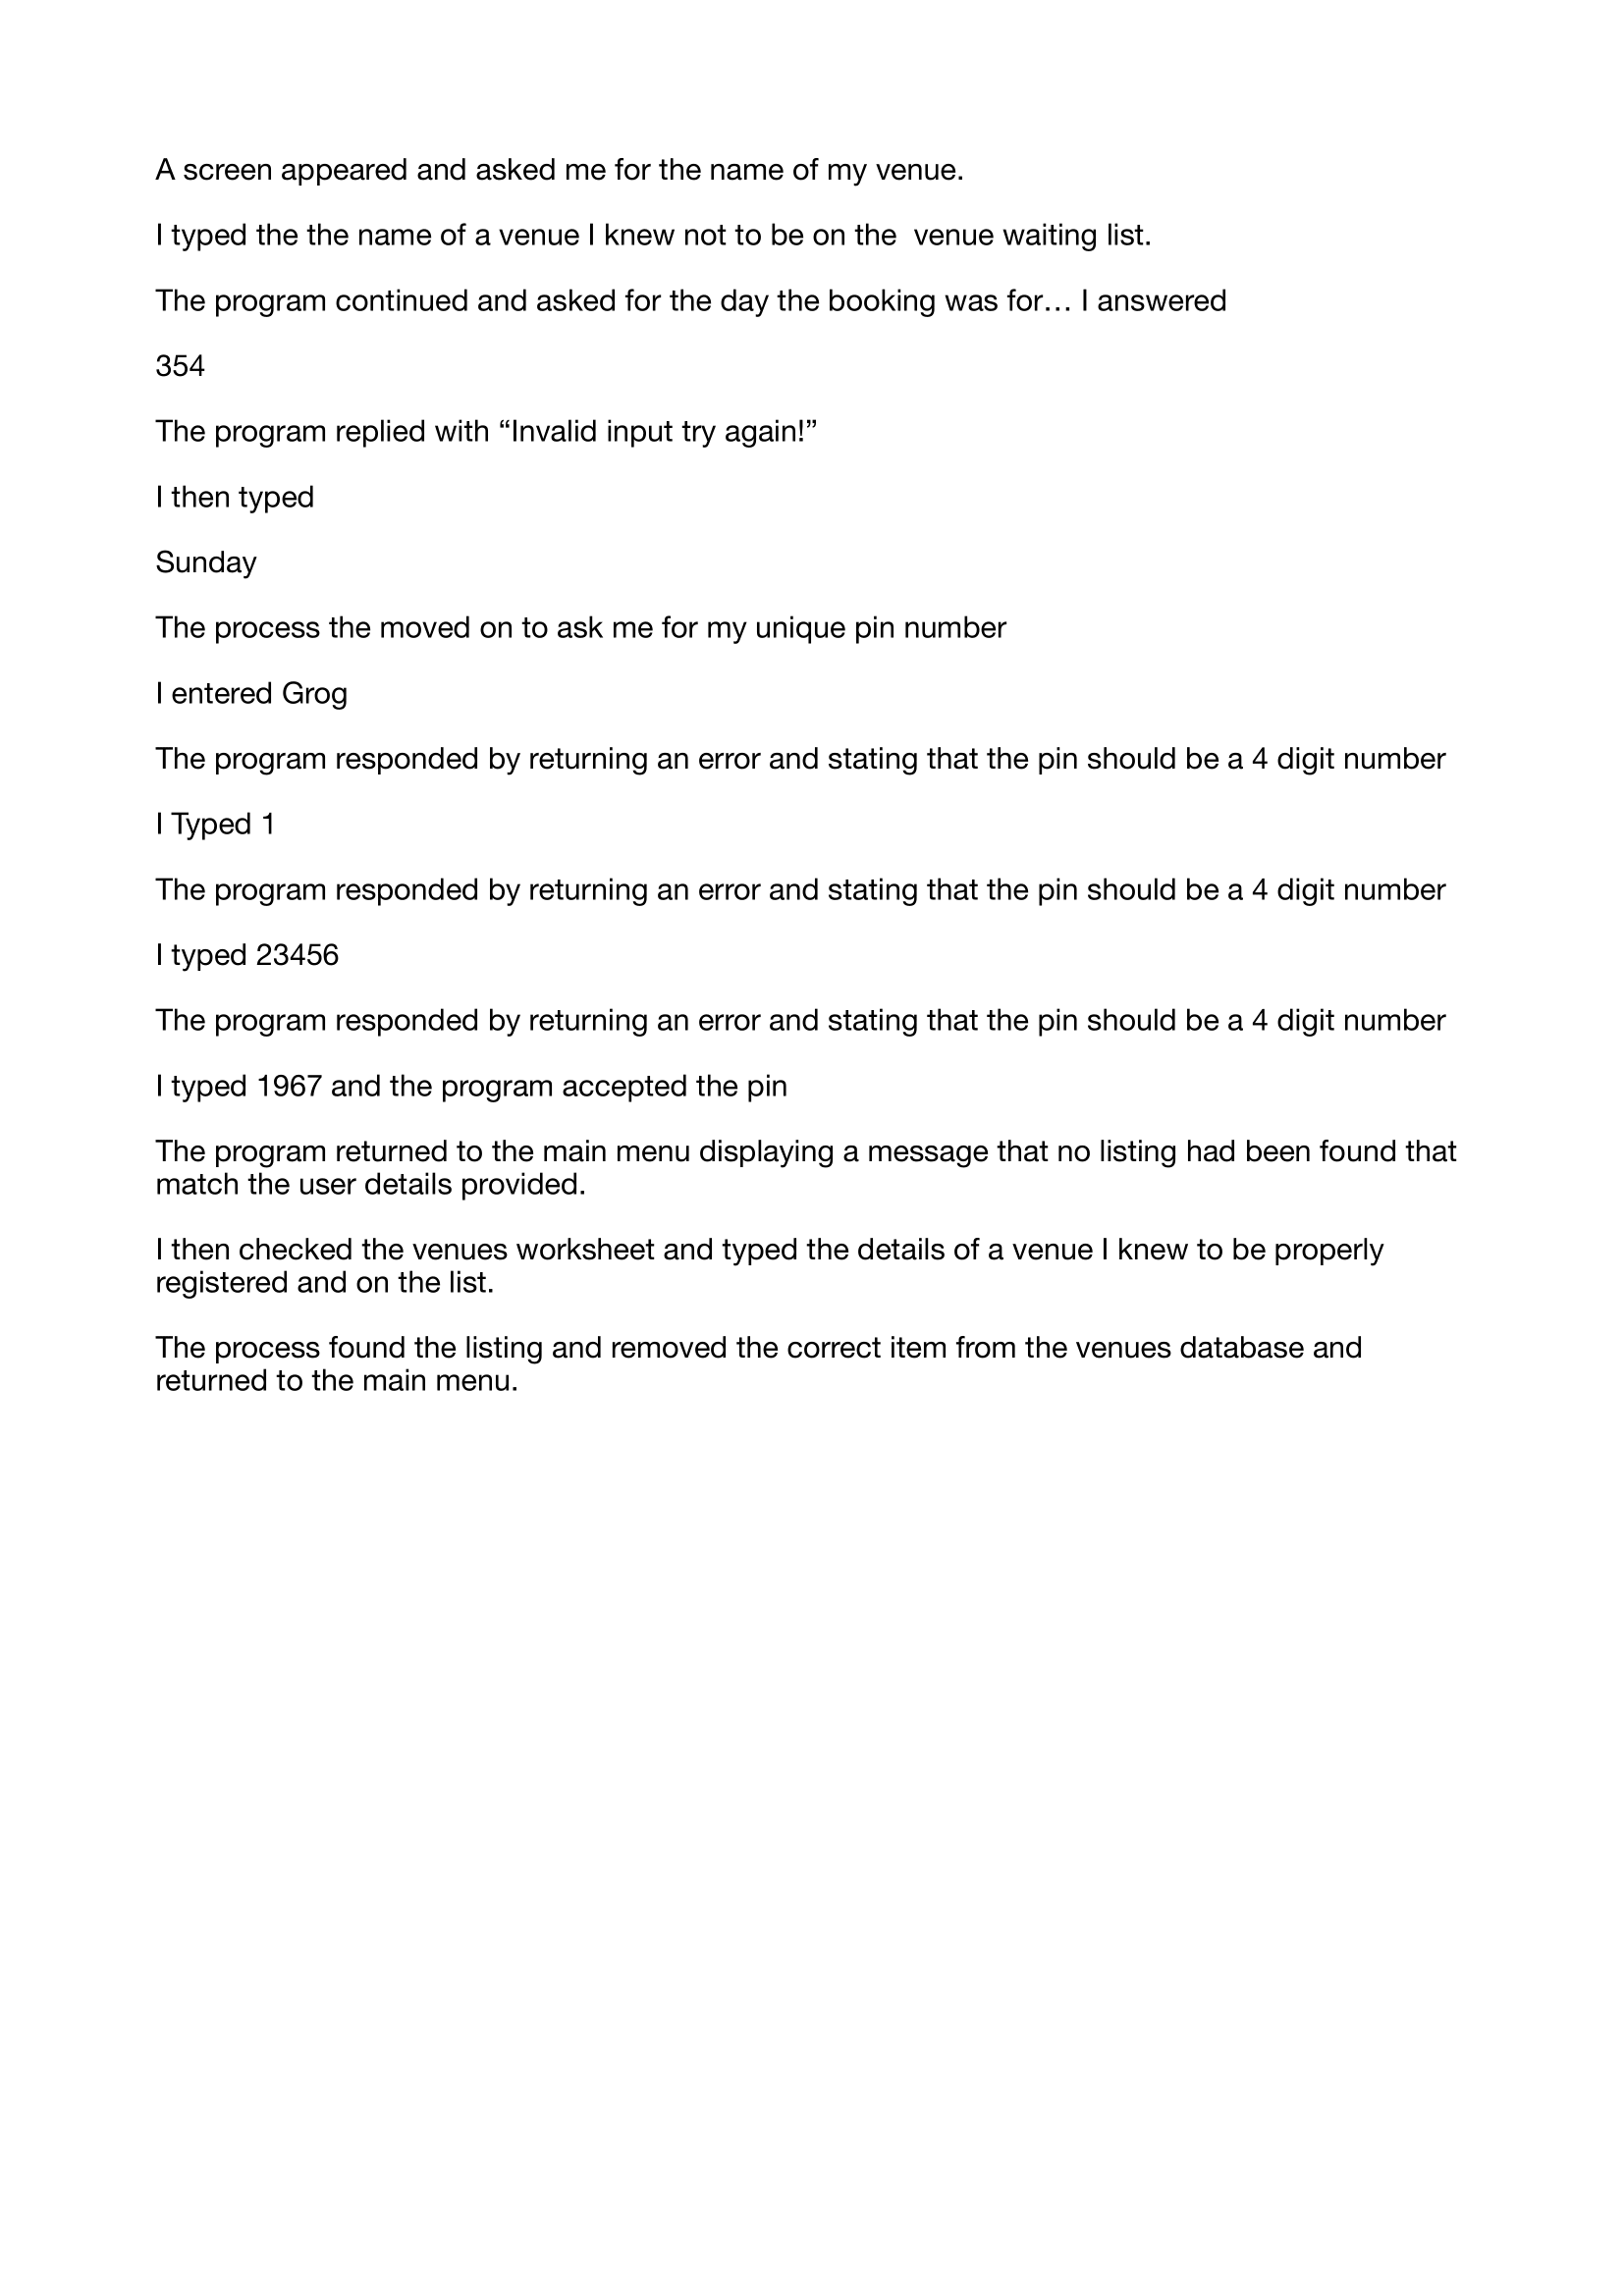 A screen appeared and asked me for the name of my venue.
I typed the the name of a venue I knew not to be on the  venue waiting list.
The program continued and asked for the day the booking was for… I answered
354
The program replied with “Invalid input try again!”
I then typed
Sunday
The process the moved on to ask me for my unique pin number
I entered Grog
The program responded by returning an error and stating that the pin should be a 4 digit number
I Typed 1
The program responded by returning an error and stating that the pin should be a 4 digit number
I typed 23456
The program responded by returning an error and stating that the pin should be a 4 digit number
I typed 1967 and the program accepted the pin
The program returned to the main menu displaying a message that no listing had been found that
match the user details provided.
I then checked the venues worksheet and typed the details of a venue I knew to be properly
registered and on the list.
The process found the listing and removed the correct item from the venues database and
returned to the main menu.